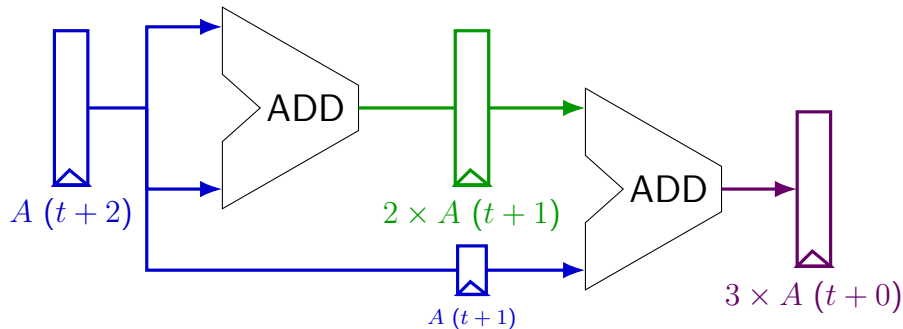 ADD
ADD
A (t + 2)
2 × A (t + 1)
A (t + 1)
3 × A (t + 0)